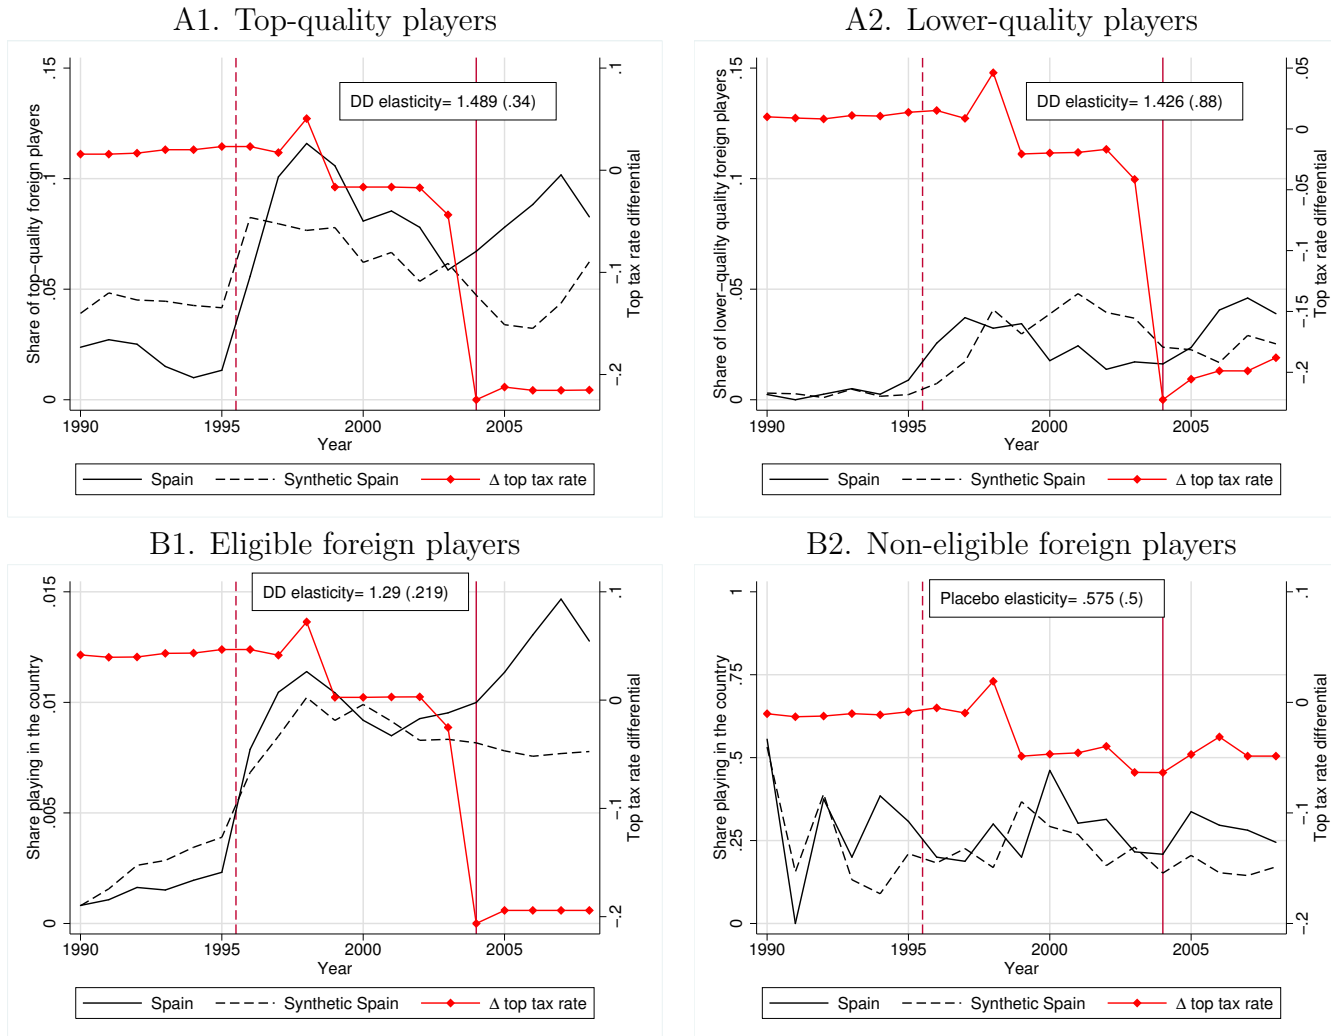 A1. Top-quality players
DD elasticity= 1.489 (.34)
Share of top−quality foreign players
0
.05
.1
.15
Top tax rate differential
−.2
−.1
0
.1
1990
1995
2000
2005
Year
Spain
Synthetic Spain
Δ top tax rate
A2. Lower-quality players
DD elasticity= 1.426 (.88)
Share of lower−quality quality foreign players
0
.05
.1
.15
Top tax rate differential
−.2
−.15
−.1
−.05
0
.05
1990
1995
2000
2005
Year
Spain
Synthetic Spain
Δ top tax rate
B1. Eligible foreign players
DD elasticity= 1.29 (.219)
Share playing in the country
0
.005
.01
.015
Top tax rate differential
−.2
−.1
0
.1
1990
1995
2000
2005
Year
Spain
Synthetic Spain
Δ top tax rate
B2. Non-eligible foreign players
Placebo elasticity= .575 (.5)
Share playing in the country
0
.25
.5
.75
1
Top tax rate differential
−.2
−.1
0
.1
1990
1995
2000
2005
Year
Spain
Synthetic Spain
Δ top tax rate